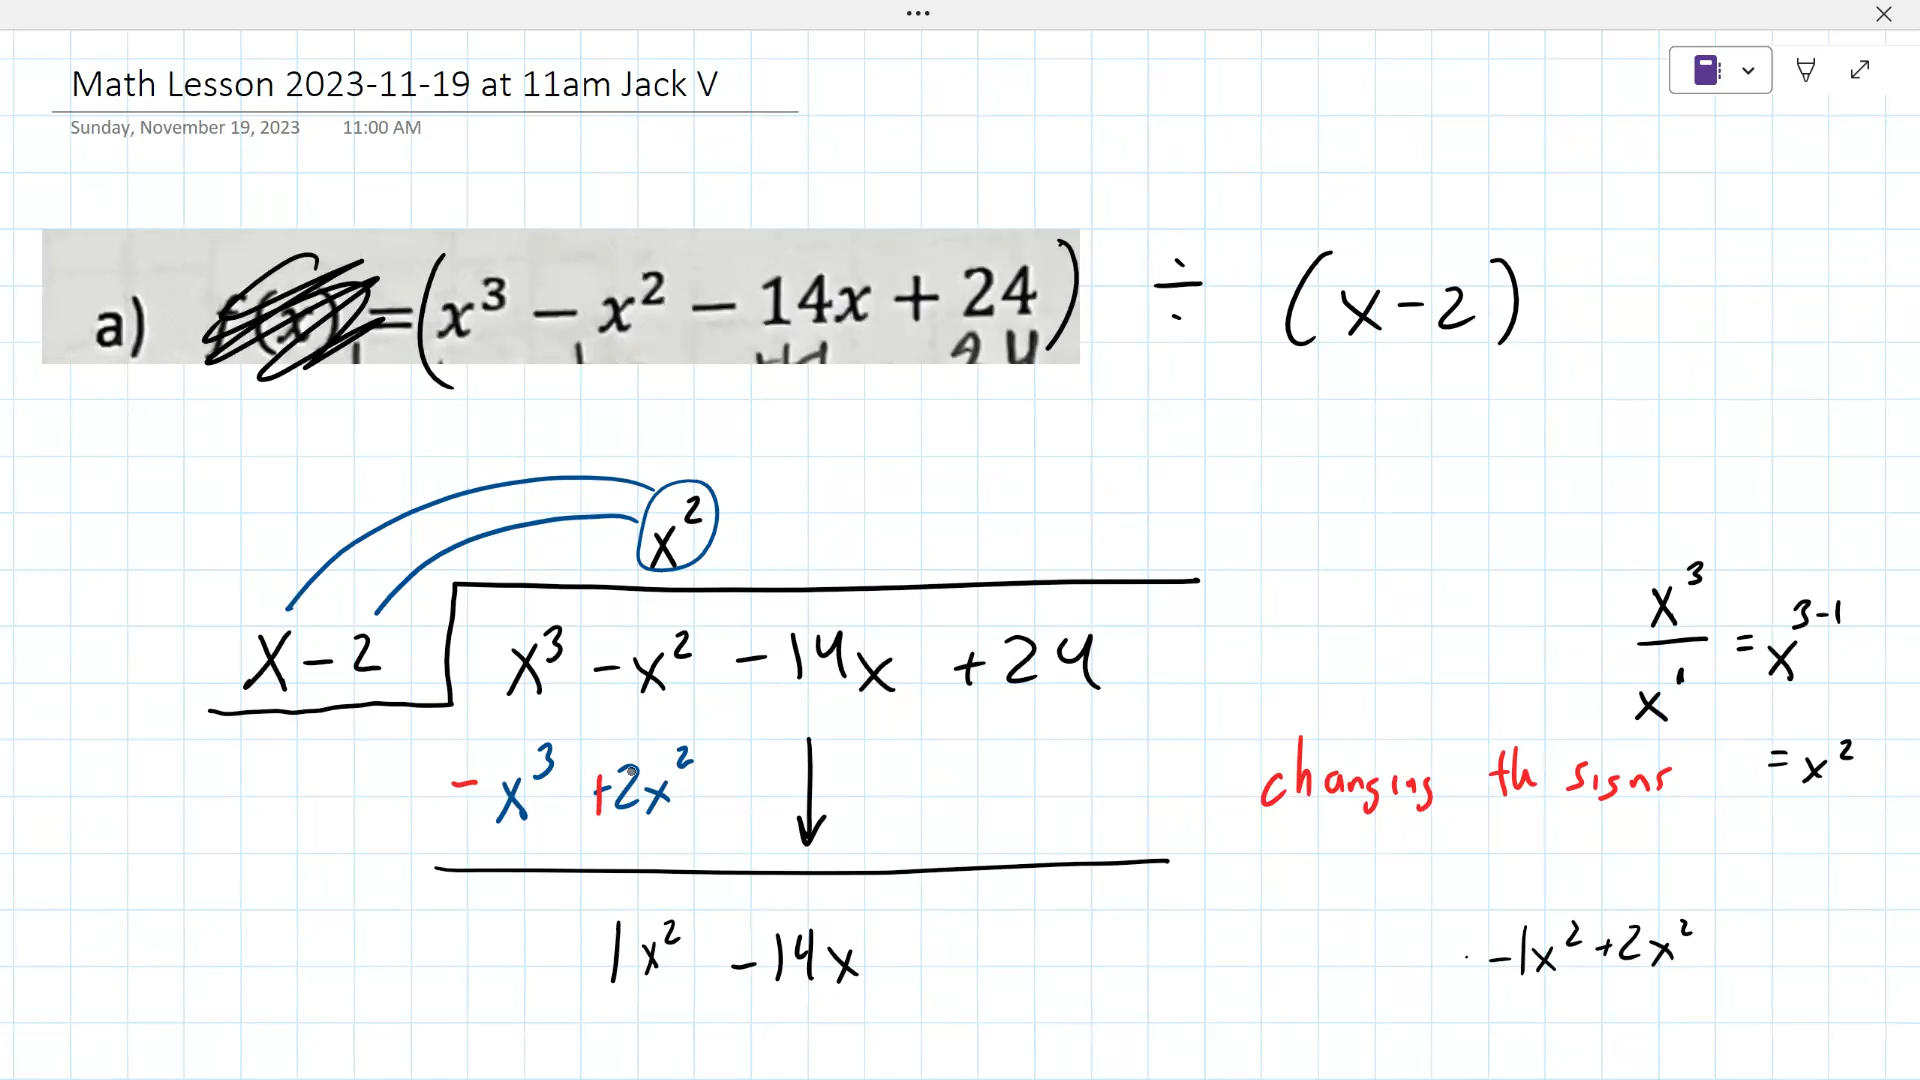 Math Lesson 2023-11-19 at 11am Jack V
Sunday, November 19, 2023 11:00 AM
a) f(x) = (x³ − x² − 14x + 24) ÷ (x-2)
x²
x-2 x³ -x² -14x +24
x³/x¹ = x³⁻¹
= x²
-x³ +2x²
changing th signs
1x² -14x
-1x² +2x²